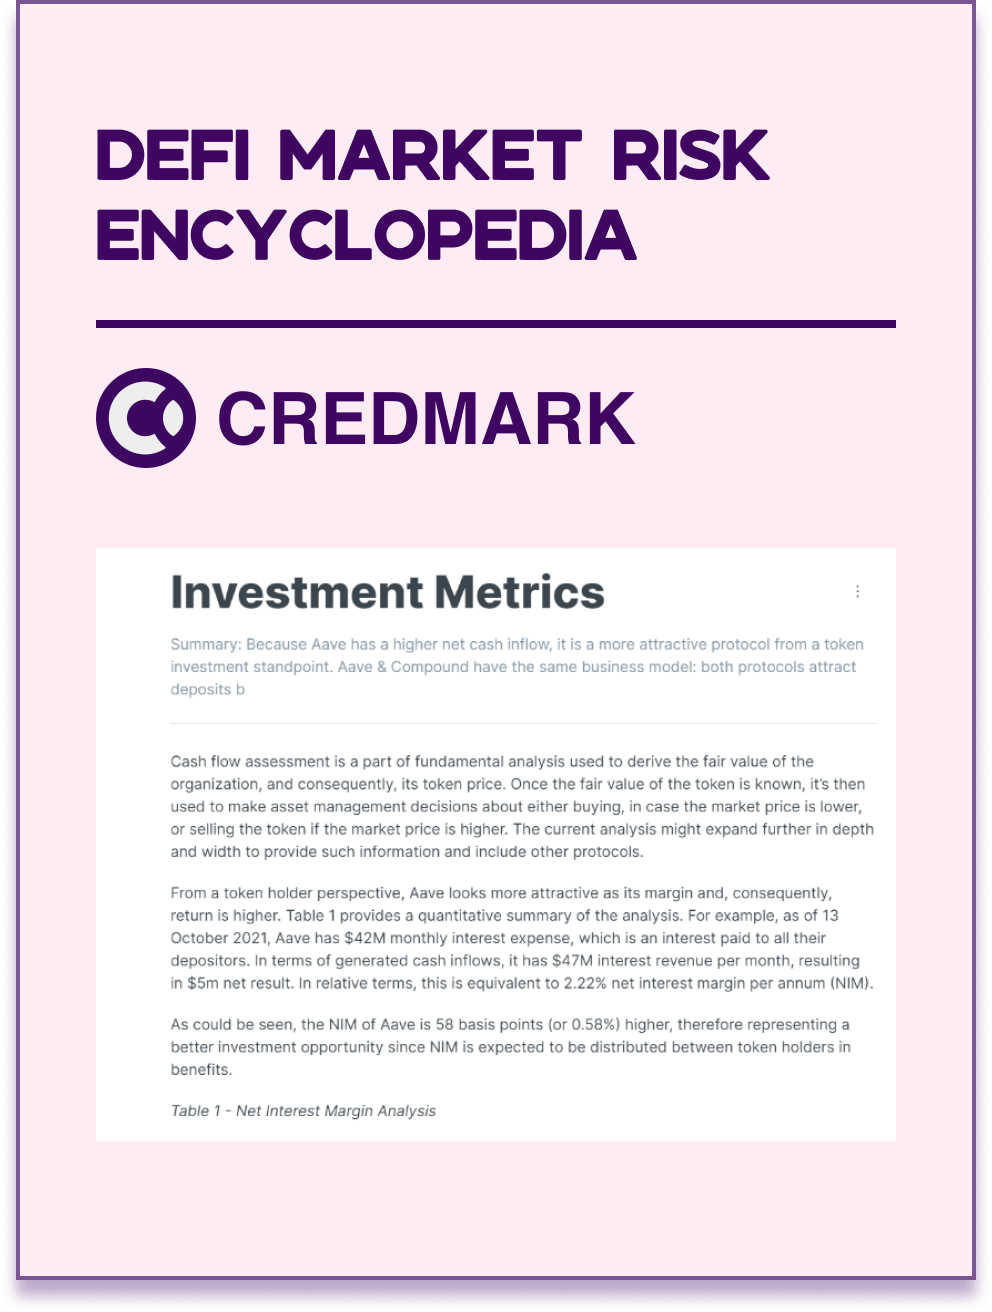 DEFI MARKET RISK
ENCYCLOPEDIA
CREDMARK
Investment Metrics
Summary: Because Aave has a higher net cash inflow, it is a more attractive protocol from a token
investment standpoint. Aave & Compound have the same business model: both protocols attract
deposits b
Cash flow assessment is a part of fundamental analysis used to derive the fair value of the
organization, and consequently, its token price. Once the fair value of the token is known, it's then
used to make asset management decisions about either buying, in case the market price is lower,
or selling the token if the market price is higher. The current analysis might expand further in depth
and width to provide such information and include other protocols.
From a token holder perspective, Aave looks more attractive as its margin and, consequently,
return is higher. Table 1 provides a quantitative summary of the analysis. For example, as of 13
October 2021, Aave has $42M monthly interest expense, which is an interest paid to all their
depositors. In terms of generated cash inflows, it has $47M interest revenue per month, resulting
in $5m net result. In relative terms, this is equivalent to 2.22% net interest margin per annum (NIM).
As could be seen, the NIM of Aave is 58 basis points (or 0.58%) higher, therefore representing a
better investment opportunity since NIM is expected to be distributed between token holders in
benefits.
Table 1 - Net Interest Margin Analysis